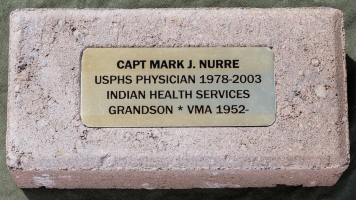 CAPT MARK J. NURRE
USPHS PHYSICIAN 1978-2003
INDIAN HEALTH SERVICES
GRANDSON * VMA 1952-